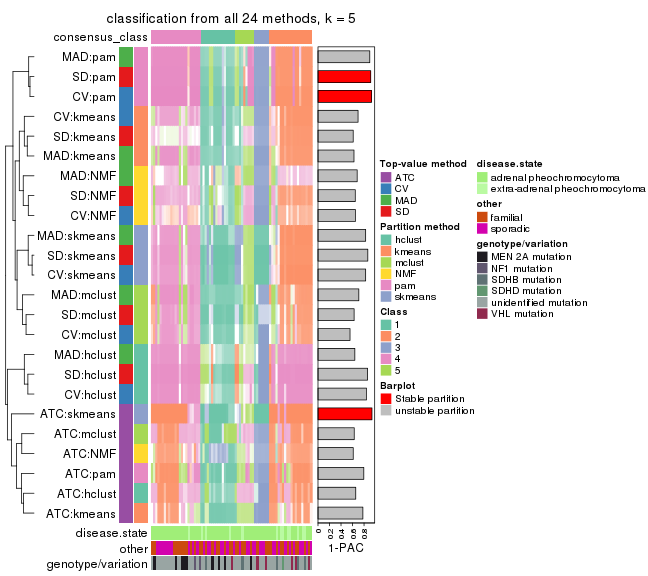 classification from all 24 methods, k = 5
consensus_class
MAD:pam
SD:pam
CV:pam
CV:kmeans
SD:kmeans
MAD:kmeans
MAD:NMF
SD:NMF
CV:NMF
MAD:skmeans
SD:skmeans
CV:skmeans
MAD:mclust
SD:mclust
CV:mclust
MAD:hclust
SD:hclust
CV:hclust
ATC:skmeans
ATC:mclust
ATC:NMF
ATC:pam
ATC:hclust
ATC:kmeans
disease.state
other
genotype/variation
0
0.2
0.4
0.6
0.8
1-PAC
Top-value method
ATC
CV
MAD
SD
Partition method
hclust
kmeans
mclust
NMF
pam
skmeans
Class
1
2
3
4
5
Barplot
Stable partition
unstable partition
disease.state
adrenal pheochromocytoma
extra-adrenal pheochromocytoma
other
familial
sporadic
genotype/variation
MEN 2A mutation
NF1 mutation
SDHB mutation
SDHD mutation
unidentified mutation
VHL mutation